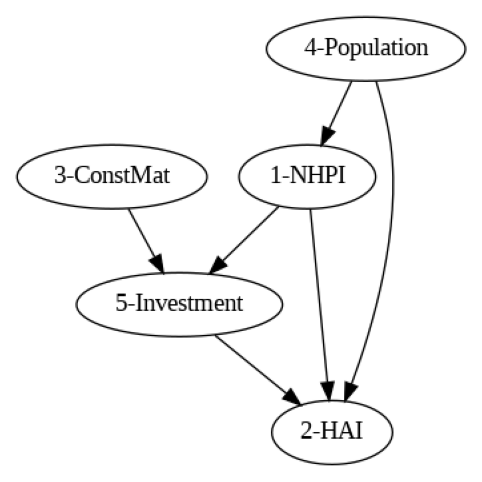 4-Population
3-ConstMat
1-NHPI
5-Investment
2-HAI